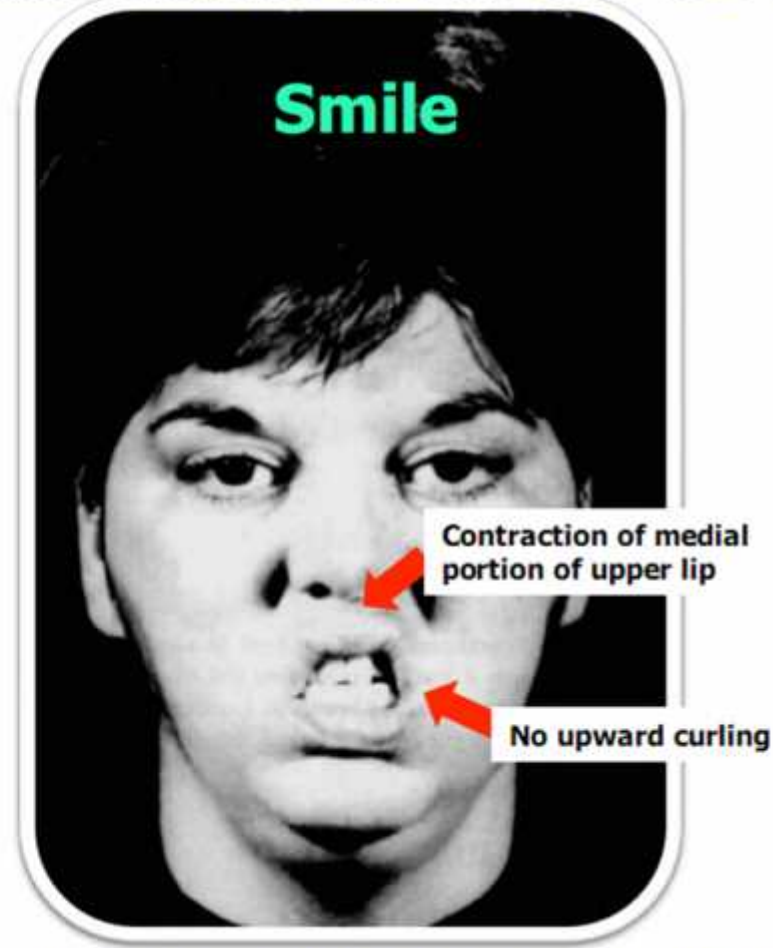 Smile
Contraction of medial
portion of upper lip
No upward curling